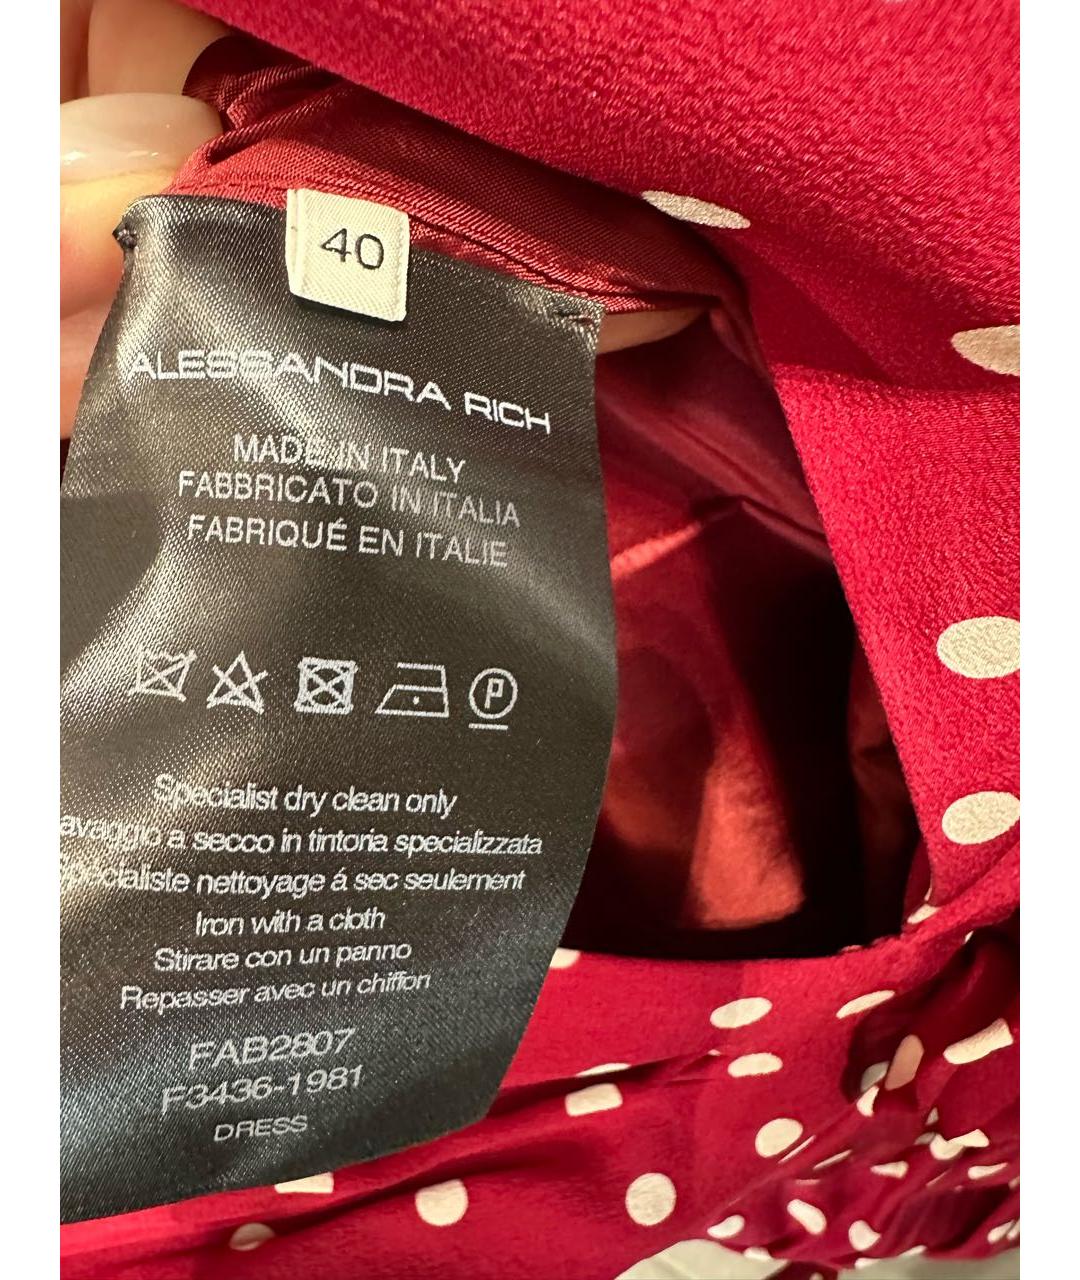 40
ALESSANDRA RICH
MADE IN ITALY
FABBRICATO IN ITALIA
FABRIQUÉ EN ITALIE
P
Specialist dry clean only
avaggio a secco in tintoria specializzata
Spécialiste nettoyage á sec seulement
Iron with a cloth
Stirare con un panno
Repasser avec un chiffon
FAB2807
F3436-1981
DRESS